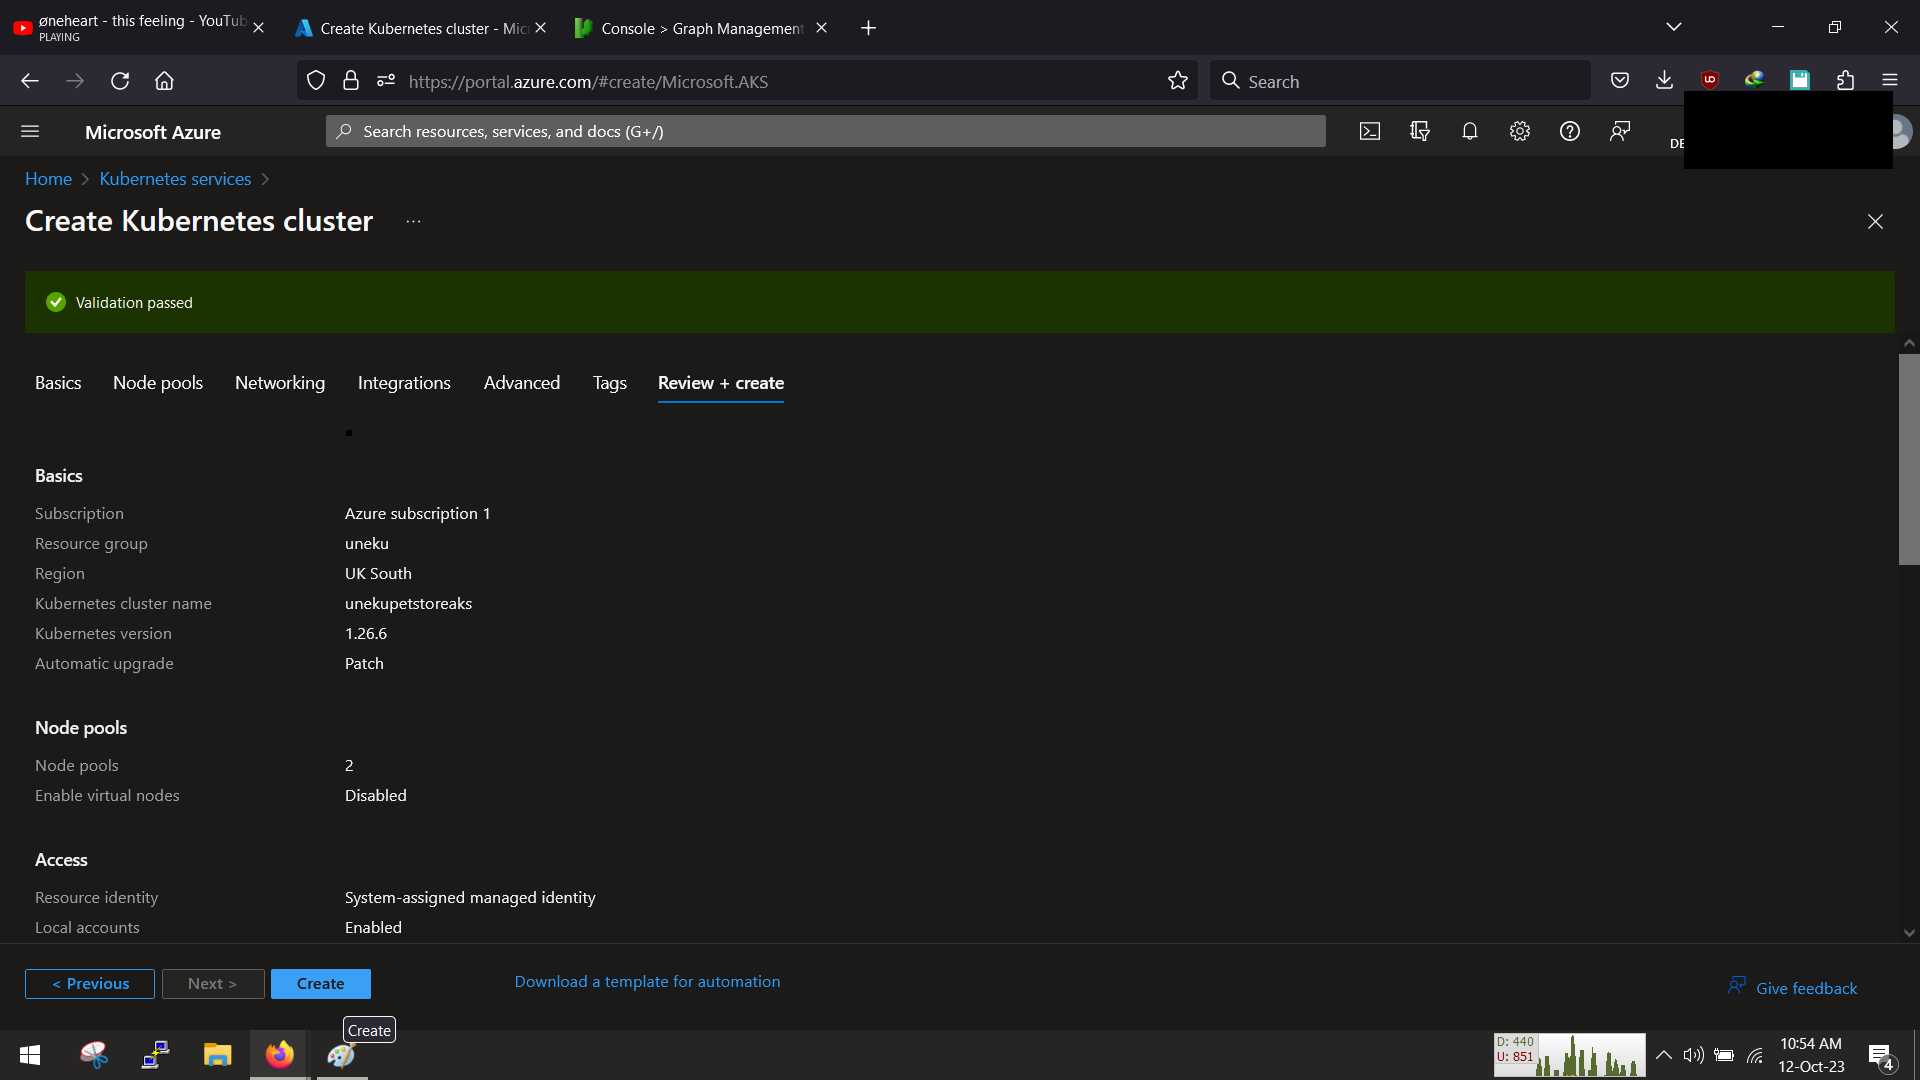 øneheart - this feeling - YouTub
PLAYING
Create Kubernetes cluster - Mic
Console > Graph Management
https://portal.azure.com/#create/Microsoft.AKS
Search
Microsoft Azure
Search resources, services, and docs (G+/)
DE
Home > Kubernetes services >
Create Kubernetes cluster ...
Validation passed
Basics Node pools Networking Integrations Advanced Tags Review + create
Basics
Subscription Azure subscription 1
Resource group uneku
Region UK South
Kubernetes cluster name unekupetstoreaks
Kubernetes version 1.26.6
Automatic upgrade Patch
Node pools
Node pools 2
Enable virtual nodes Disabled
Access
Resource identity System-assigned managed identity
Local accounts Enabled
< Previous Next > Create Download a template for automation Give feedback
Create
D: 440
U: 851
10:54 AM
12-Oct-23
4